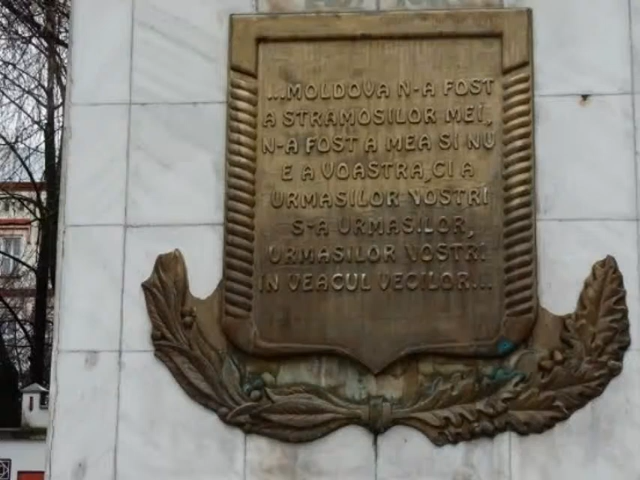 ...MOLDOVA N-A FOST
A STRAMOSILOR MEI,
N-A FOST A MEA SI NU
E A VOASTRA,CI A
URMASILOR VOSTRI
S-A URMASILOR,
URMASILOR VOSTRI
IN VEACUL VECILOR...